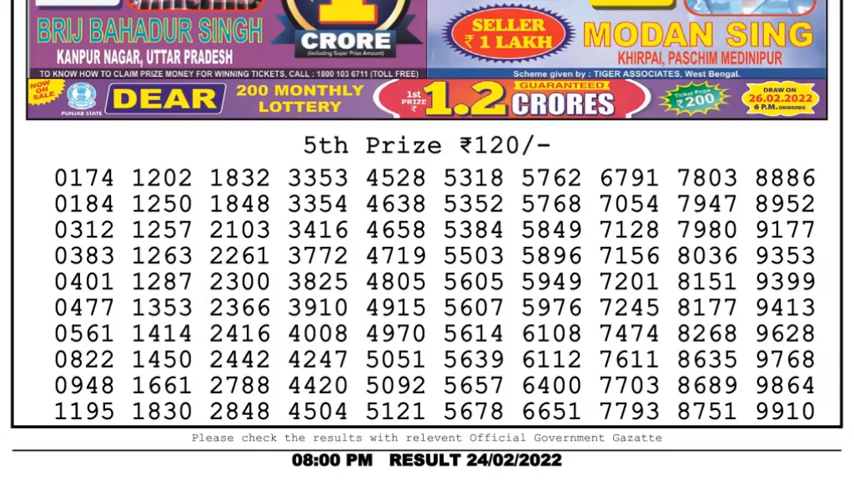 1
CRORE
(Including Super Prize Amount)
BRIJ BAHADUR SINGH
KANPUR NAGAR, UTTAR PRADESH
SELLER
₹ 1 LAKH
MODAN SING
KHIRPAI, PASCHIM MEDINIPUR
TO KNOW HOW TO CLAIM PRIZE MONEY FOR WINNING TICKETS, CALL : 1800 103 6711 (TOLL FREE)
Scheme given by : TIGER ASSOCIATES, West Bengal.
NOW ON SALE
PUNJAB STATE
DEAR
200 MONTHLY
LOTTERY
1st PRIZE ₹
1.2
GUARANTEED
CRORES
Ticket Price
₹200
DRAW ON
26.02.2022
6 P.M. ONWARDS
5th Prize ₹120/-
0174 1202 1832 3353 4528 5318 5762 6791 7803 8886
0184 1250 1848 3354 4638 5352 5768 7054 7947 8952
0312 1257 2103 3416 4658 5384 5849 7128 7980 9177
0383 1263 2261 3772 4719 5503 5896 7156 8036 9353
0401 1287 2300 3825 4805 5605 5949 7201 8151 9399
0477 1353 2366 3910 4915 5607 5976 7245 8177 9413
0561 1414 2416 4008 4970 5614 6108 7474 8268 9628
0822 1450 2442 4247 5051 5639 6112 7611 8635 9768
0948 1661 2788 4420 5092 5657 6400 7703 8689 9864
1195 1830 2848 4504 5121 5678 6651 7793 8751 9910
Please check the results with relevent Official Government Gazatte
08:00 PM RESULT 24/02/2022